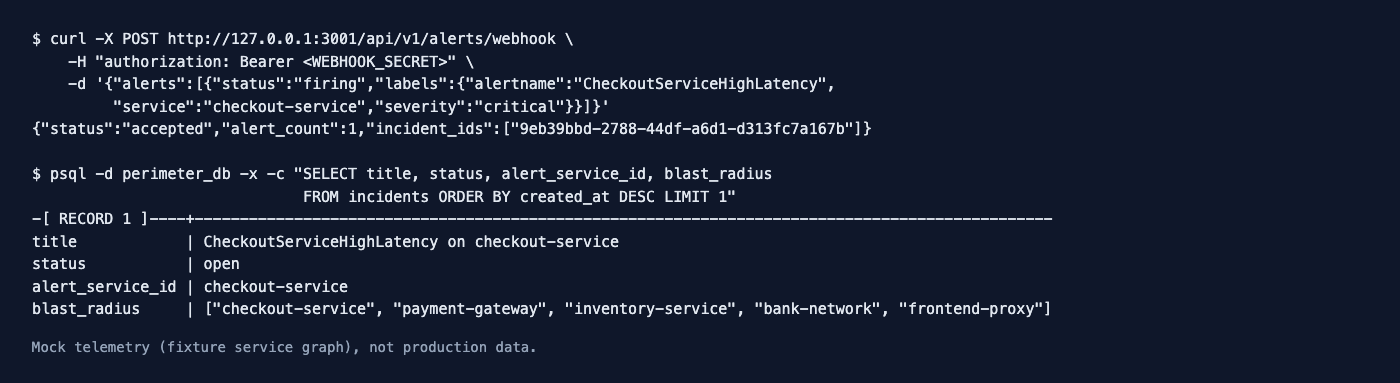 $ curl -X POST http://127.0.0.1:3001/api/v1/alerts/webhook \
    -H "authorization: Bearer <WEBHOOK_SECRET>" \
    -d '{"alerts":[{"status":"firing","labels":{"alertname":"CheckoutServiceHighLatency",
         "service":"checkout-service","severity":"critical"}}]}'
{"status":"accepted","alert_count":1,"incident_ids":["9eb39bbd-2788-44df-a6d1-d313fc7a167b"]}
$ psql -d perimeter_db -x -c "SELECT title, status, alert_service_id, blast_radius
                              FROM incidents ORDER BY created_at DESC LIMIT 1"
-[ RECORD 1 ]----+-----------------------------------------------------------------------------------------------
title            | CheckoutServiceHighLatency on checkout-service
status           | open
alert_service_id | checkout-service
blast_radius     | ["checkout-service", "payment-gateway", "inventory-service", "bank-network", "frontend-proxy"]
Mock telemetry (fixture service graph), not production data.